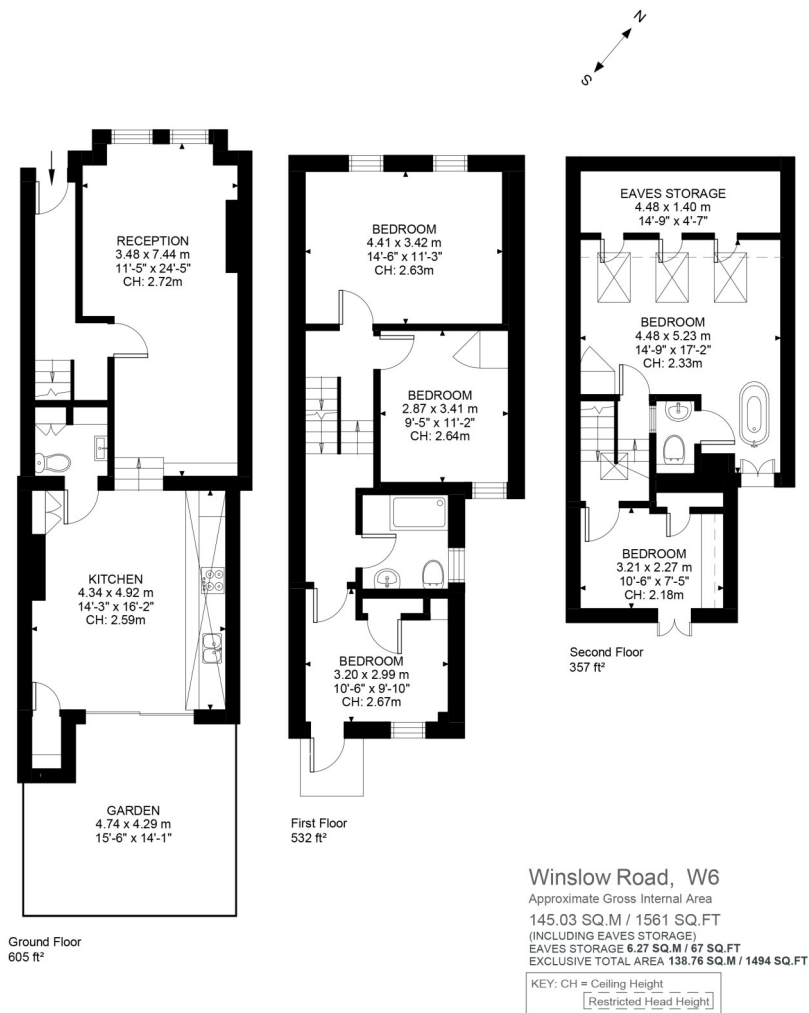 N
S
RECEPTION
3.48 x 7.44 m
11'-5" x 24'-5"
CH: 2.72m
KITCHEN
4.34 x 4.92 m
14'-3" x 16'-2"
CH: 2.59m
GARDEN
4.74 x 4.29 m
15'-6" x 14'-1"
Ground Floor
605 ft²
BEDROOM
4.41 x 3.42 m
14'-6" x 11'-3"
CH: 2.63m
BEDROOM
2.87 x 3.41 m
9'-5" x 11'-2"
CH: 2.64m
BEDROOM
3.20 x 2.99 m
10'-6" x 9'-10"
CH: 2.67m
First Floor
532 ft²
EAVES STORAGE
4.48 x 1.40 m
14'-9" x 4'-7"
BEDROOM
4.48 x 5.23 m
14'-9" x 17'-2"
CH: 2.33m
BEDROOM
3.21 x 2.27 m
10'-6" x 7'-5"
CH: 2.18m
Second Floor
357 ft²
Winslow Road, W6
Approximate Gross Internal Area
145.03 SQ.M / 1561 SQ.FT
(INCLUDING EAVES STORAGE)
EAVES STORAGE 6.27 SQ.M / 67 SQ.FT
EXCLUSIVE TOTAL AREA 138.76 SQ.M / 1494 SQ.FT
KEY: CH = Ceiling Height
Restricted Head Height